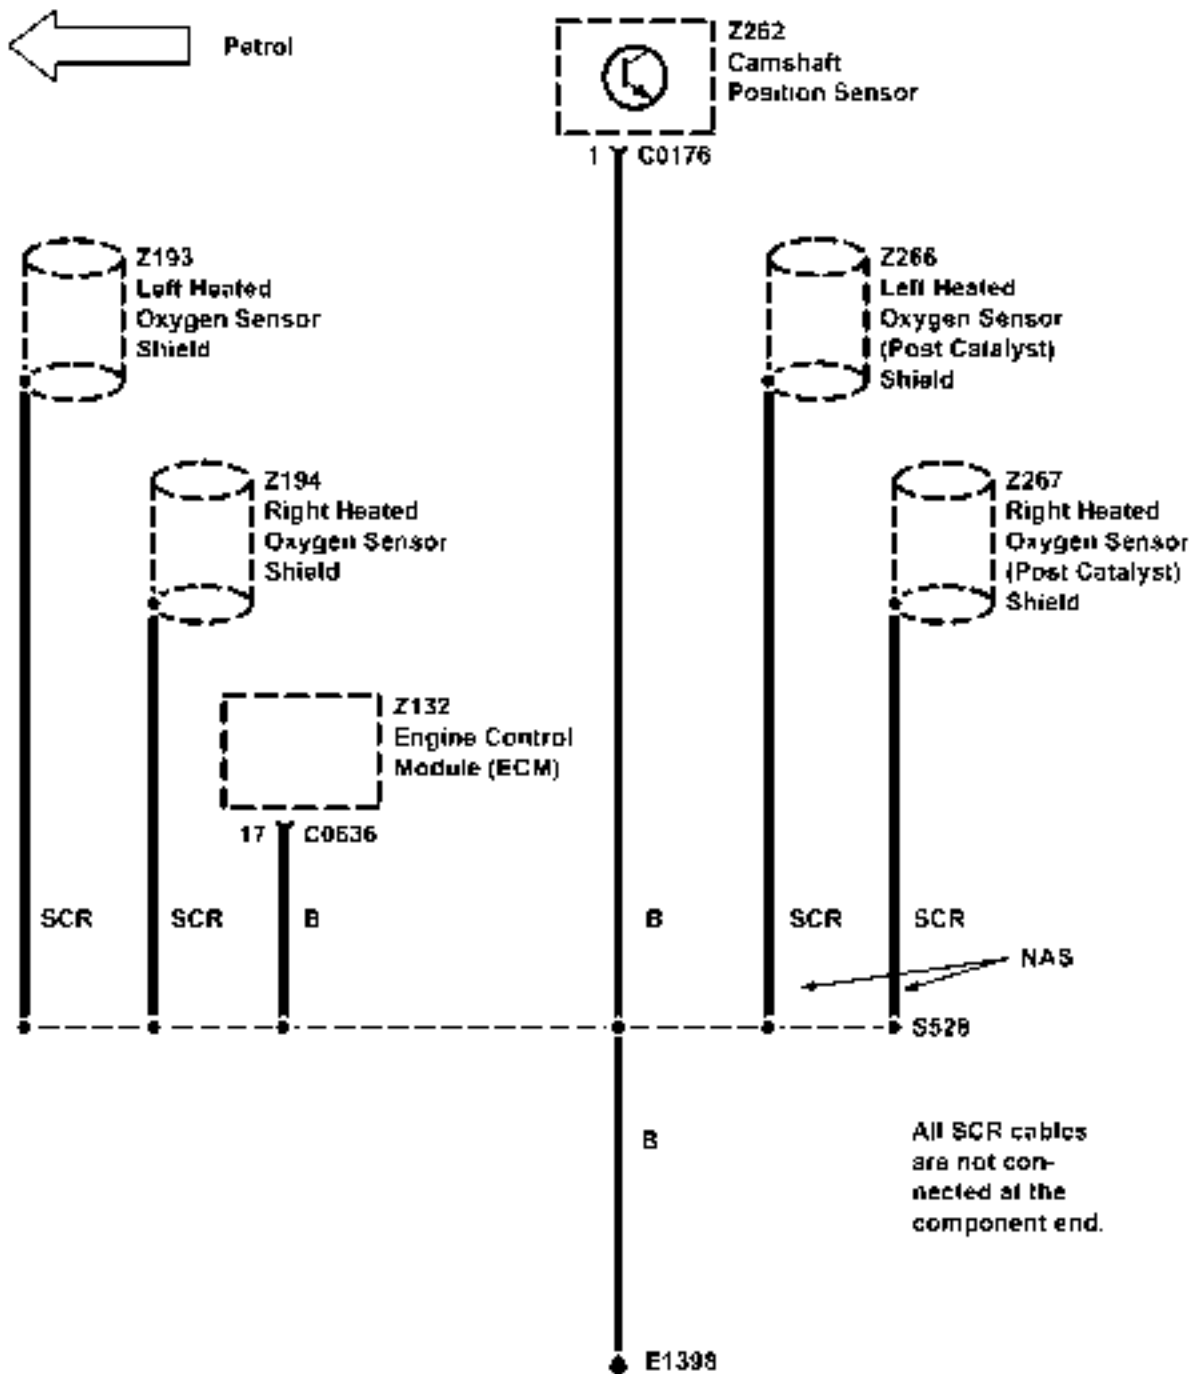 Petrol
Z262
Camshaft
Position Sensor
1 C0176
Z193
Left Heated
Oxygen Sensor
Shield
Z266
Left Heated
Oxygen Sensor
(Post Catalyst)
Shield
Z194
Right Heated
Oxygen Sensor
Shield
Z267
Right Heated
Oxygen Sensor
(Post Catalyst)
Shield
Z132
Engine Control
Module (ECM)
17 C0636
SCR SCR B B SCR SCR
NAS
S528
B
All SCR cables
are not con-
nected at the
component end.
E1398